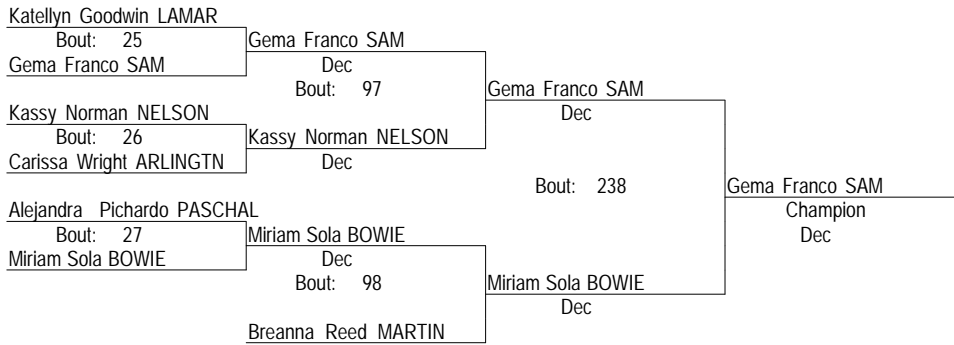 Katellyn Goodwin LAMAR
Bout: 25
Gema Franco SAM
Gema Franco SAM
Dec
Bout: 97
Kassy Norman NELSON
Bout: 26
Carissa Wright ARLINGTN
Kassy Norman NELSON
Dec
Gema Franco SAM
Dec
Bout: 238
Alejandra Pichardo PASCHAL
Bout: 27
Miriam Sola BOWIE
Miriam Sola BOWIE
Dec
Bout: 98
Breanna Reed MARTIN
Miriam Sola BOWIE
Dec
Gema Franco SAM
Champion
Dec